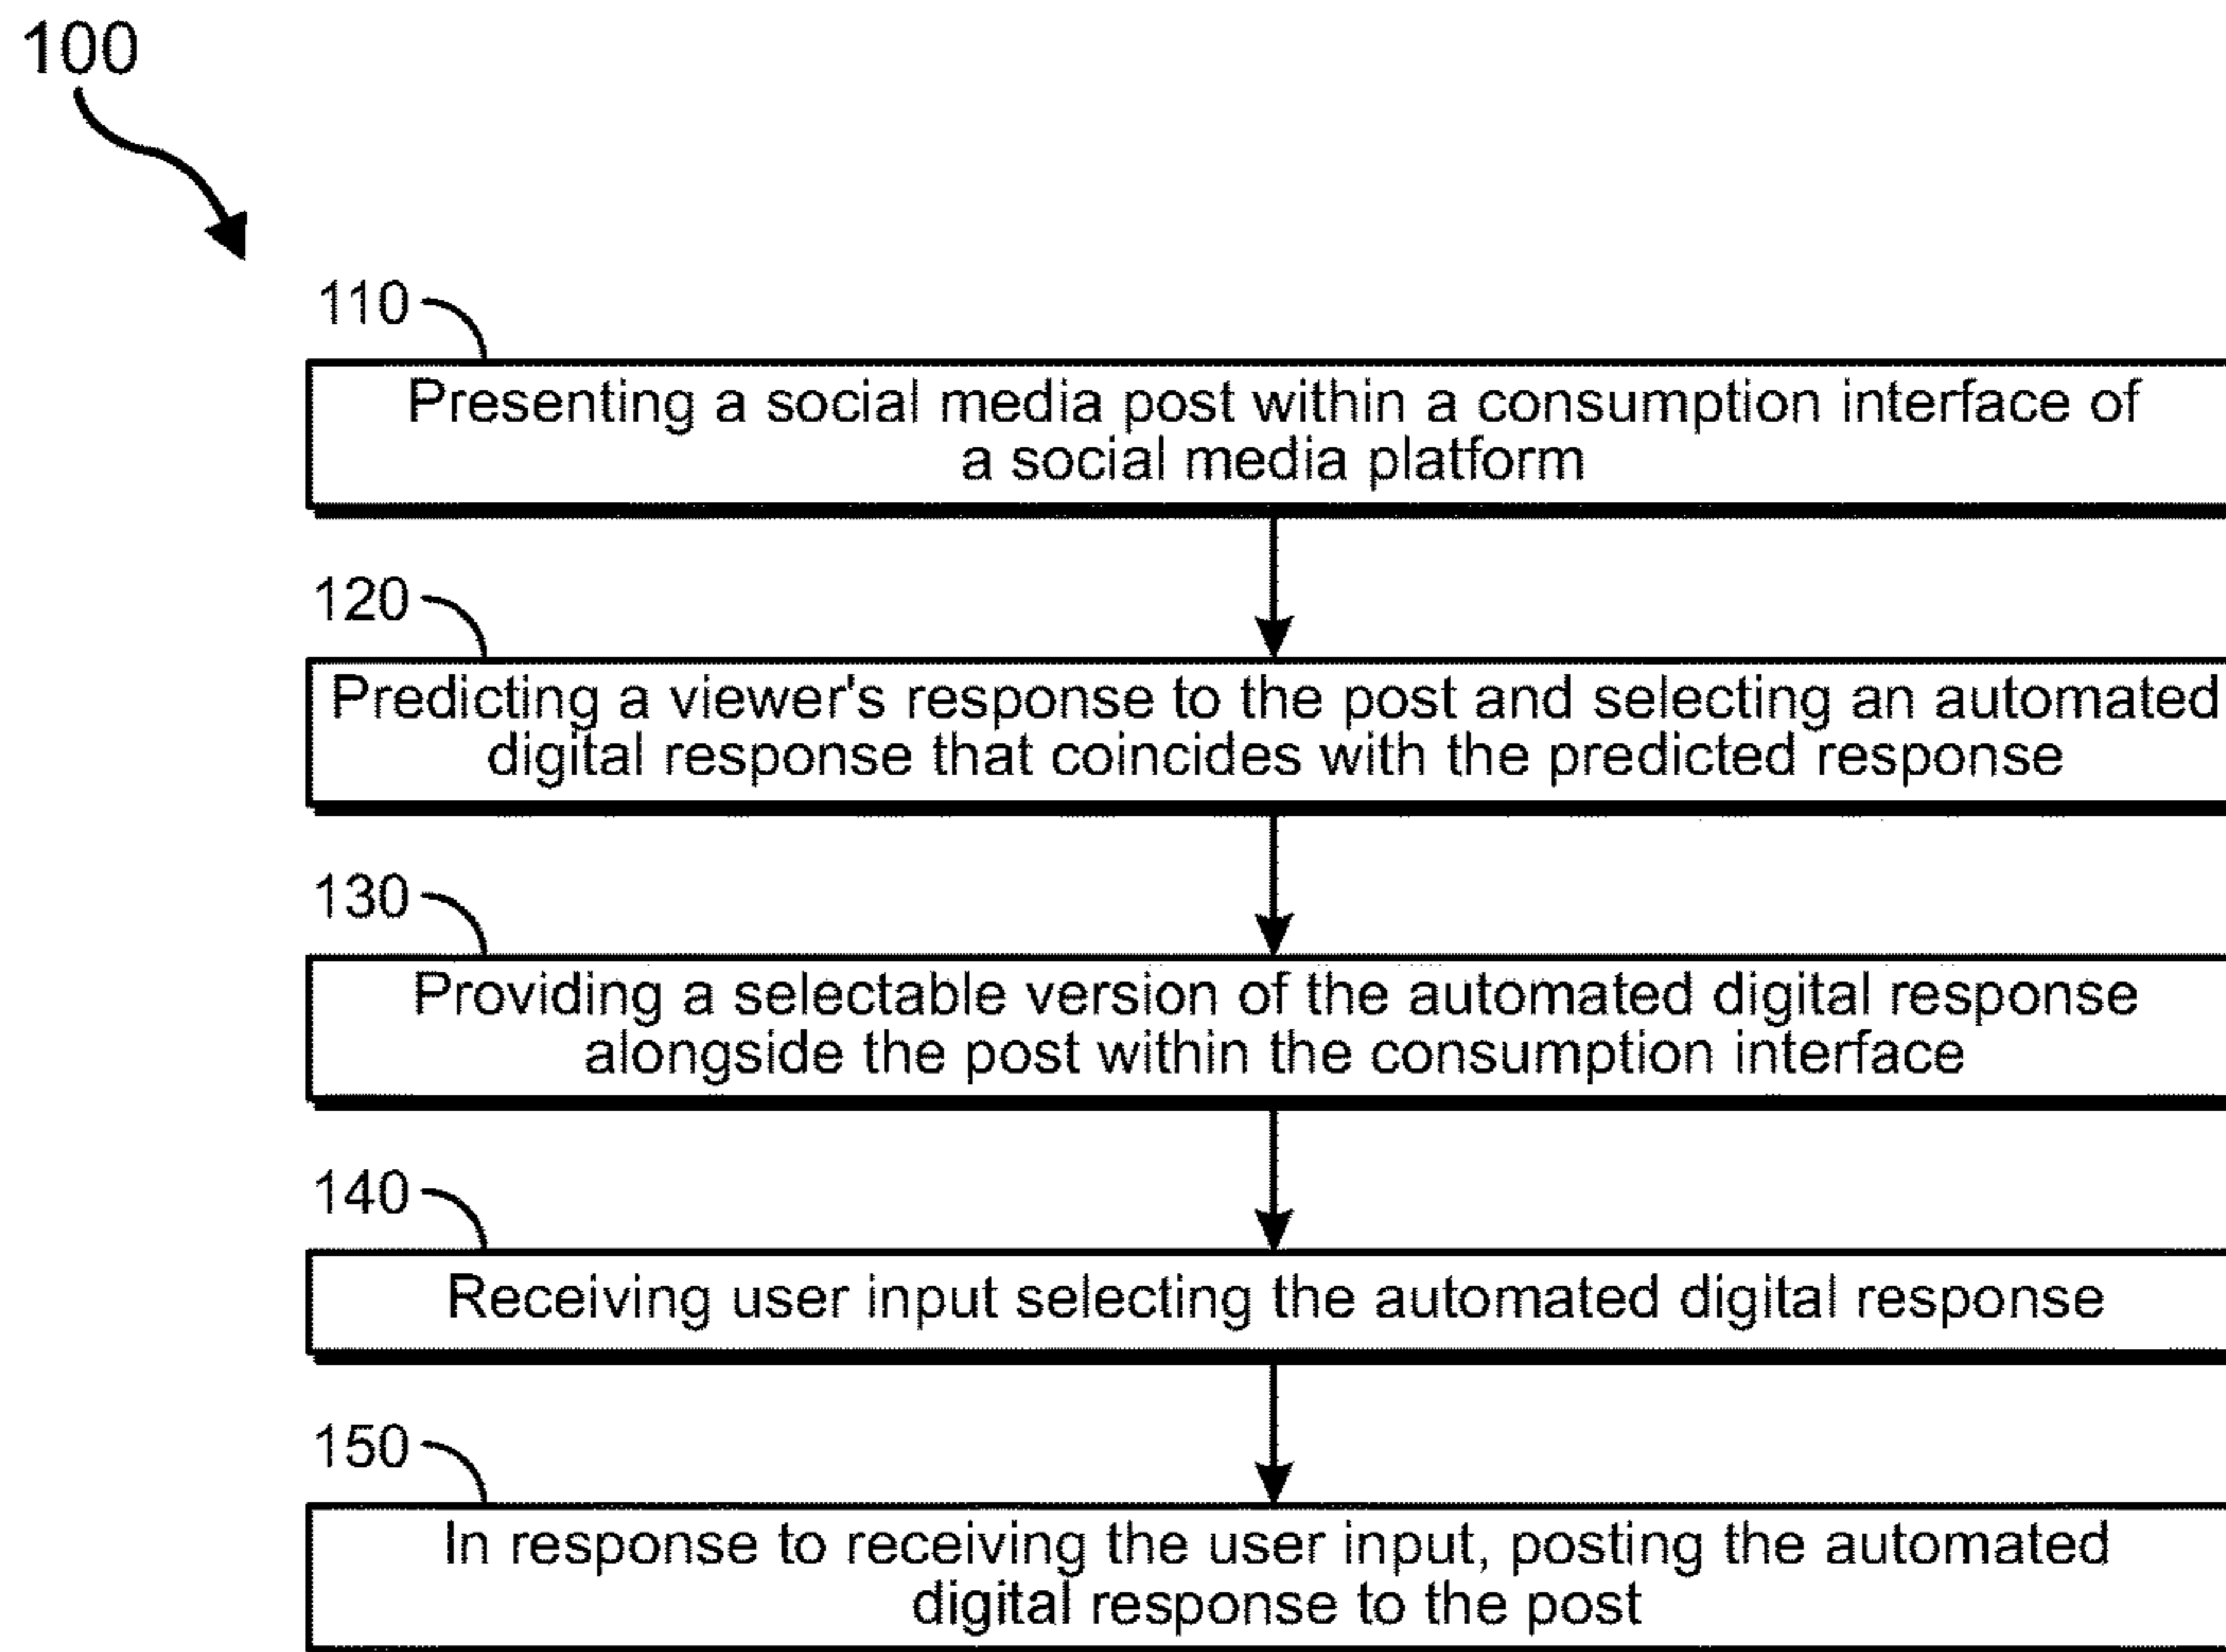 100
110
Presenting a social media post within a consumption interface of
a social media platform
120
Predicting a viewer's response to the post and selecting an automated
digital response that coincides with the predicted response
130
Providing a selectable version of the automated digital response
alongside the post within the consumption interface
140
Receiving user input selecting the automated digital response
150
In response to receiving the user input, posting the automated
digital response to the post